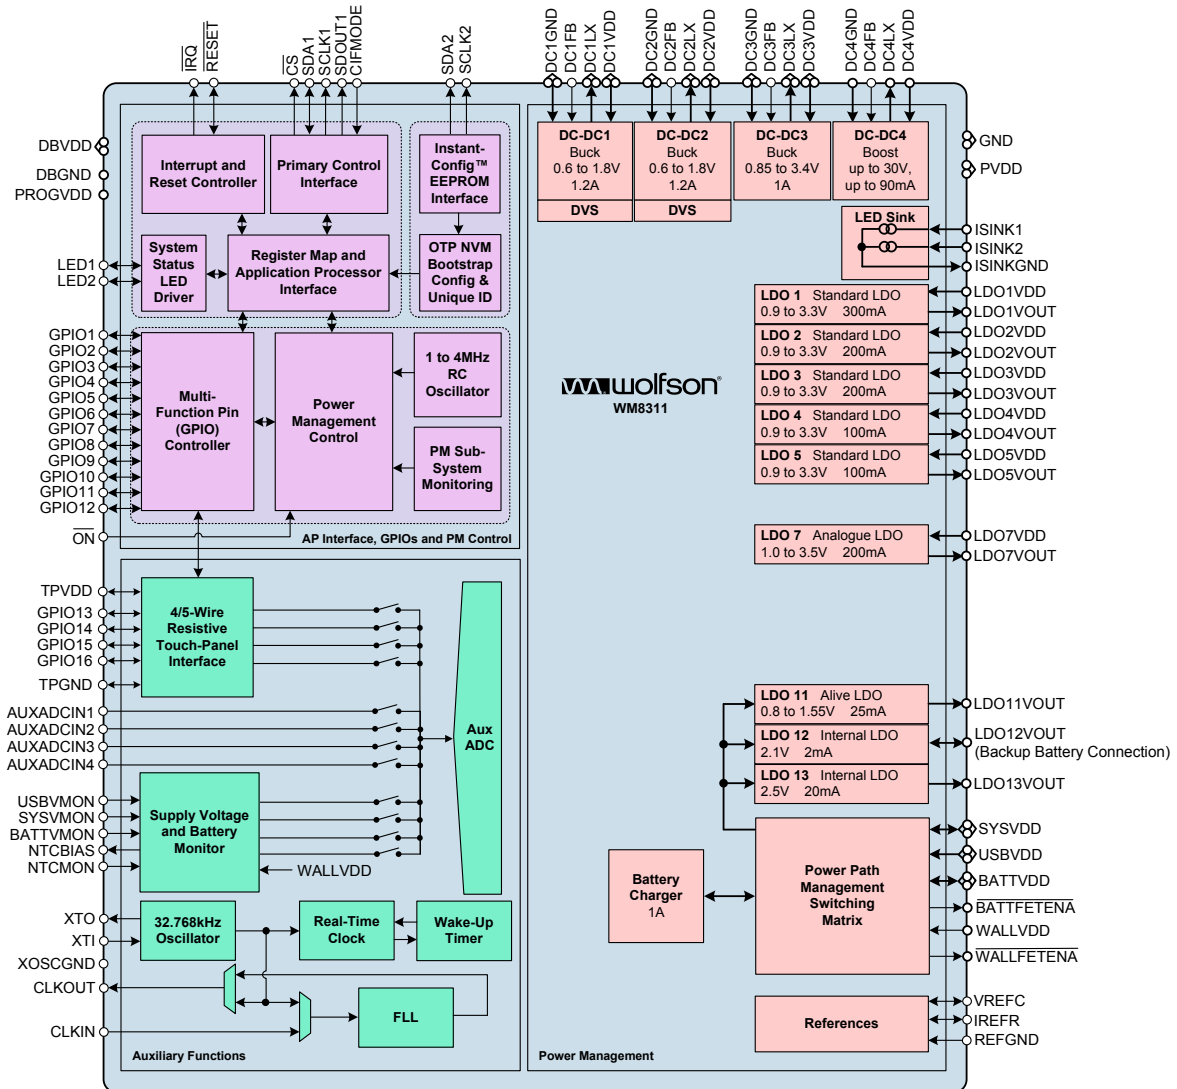 IRQ
RESET
CS
SDA1
SCLK1
SDOUT1
CIFMODE
SDA2
SCLK2
DC1GND
DC1FB
DC1LX
DC1VDD
DC2GND
DC2FB
DC2LX
DC2VDD
DC3GND
DC3FB
DC3LX
DC3VDD
DC4GND
DC4FB
DC4LX
DC4VDD
DBVDD
DBGND
PROGVDD
LED1
LED2
GPIO1
GPIO2
GPIO3
GPIO4
GPIO5
GPIO6
GPIO7
GPIO8
GPIO9
GPIO10
GPIO11
GPIO12
ON
Interrupt and
Reset Controller
Primary Control
Interface
Instant-
Config™
EEPROM
Interface
System
Status
LED
Driver
Register Map and
Application Processor
Interface
OTP NVM
Bootstrap
Config &
Unique ID
Multi-
Function Pin
(GPIO)
Controller
Power
Management
Control
1 to 4MHz
RC
Oscillator
PM Sub-
System
Monitoring
AP Interface, GPIOs and PM Control
TPVDD
GPIO13
GPIO14
GPIO15
GPIO16
TPGND
AUXADCIN1
AUXADCIN2
AUXADCIN3
AUXADCIN4
USBVMON
SYSVMON
BATTVMON
NTCBIAS
NTCMON
XTO
XTI
XOSCGND
CLKOUT
CLKIN
4/5-Wire
Resistive
Touch-Panel
Interface
Aux
ADC
Supply Voltage
and Battery
Monitor
WALLVDD
32.768kHz
Oscillator
Real-Time
Clock
Wake-Up
Timer
FLL
Auxiliary Functions
DC-DC1
Buck
0.6 to 1.8V
1.2A
DVS
DC-DC2
Buck
0.6 to 1.8V
1.2A
DVS
DC-DC3
Buck
0.85 to 3.4V
1A
DC-DC4
Boost
up to 30V,
up to 90mA
LED Sink
wolfson®
WM8311
LDO 1 Standard LDO
0.9 to 3.3V 300mA
LDO 2 Standard LDO
0.9 to 3.3V 200mA
LDO 3 Standard LDO
0.9 to 3.3V 200mA
LDO 4 Standard LDO
0.9 to 3.3V 100mA
LDO 5 Standard LDO
0.9 to 3.3V 100mA
LDO 7 Analogue LDO
1.0 to 3.5V 200mA
LDO 11 Alive LDO
0.8 to 1.55V 25mA
LDO 12 Internal LDO
2.1V 2mA
LDO 13 Internal LDO
2.5V 20mA
Battery
Charger
1A
Power Path
Management
Switching
Matrix
References
Power Management
GND
PVDD
ISINK1
ISINK2
ISINKGND
LDO1VDD
LDO1VOUT
LDO2VDD
LDO2VOUT
LDO3VDD
LDO3VOUT
LDO4VDD
LDO4VOUT
LDO5VDD
LDO5VOUT
LDO7VDD
LDO7VOUT
LDO11VOUT
LDO12VOUT
(Backup Battery Connection)
LDO13VOUT
SYSVDD
USBVDD
BATTVDD
BATTFETENA
WALLVDD
WALLFETENA
VREFC
IREFR
REFGND